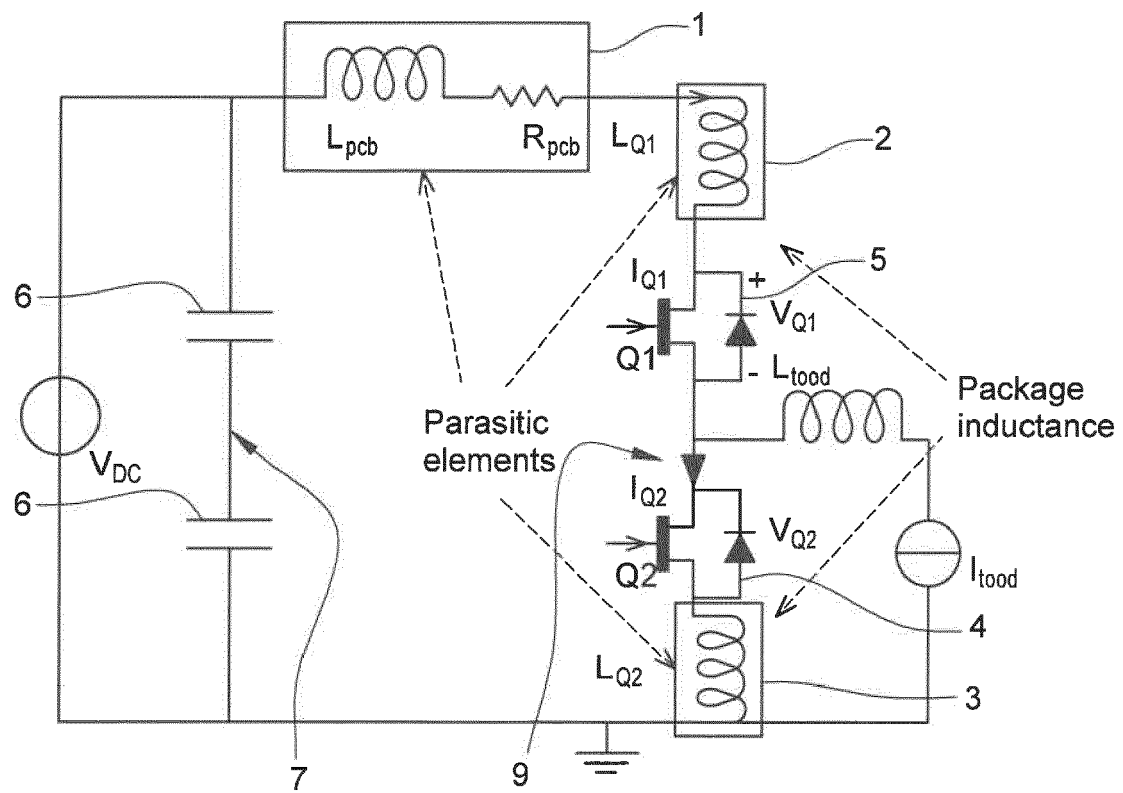 1
L_pcb
R_pcb
L_Q1
2
I_Q1
+
5
6
V_Q1
Q1
-
L_tood
Package
inductance
Parasitic
elements
V_DC
9
I_Q2
6
V_Q2
Q2
I_tood
4
L_Q2
3
7
9